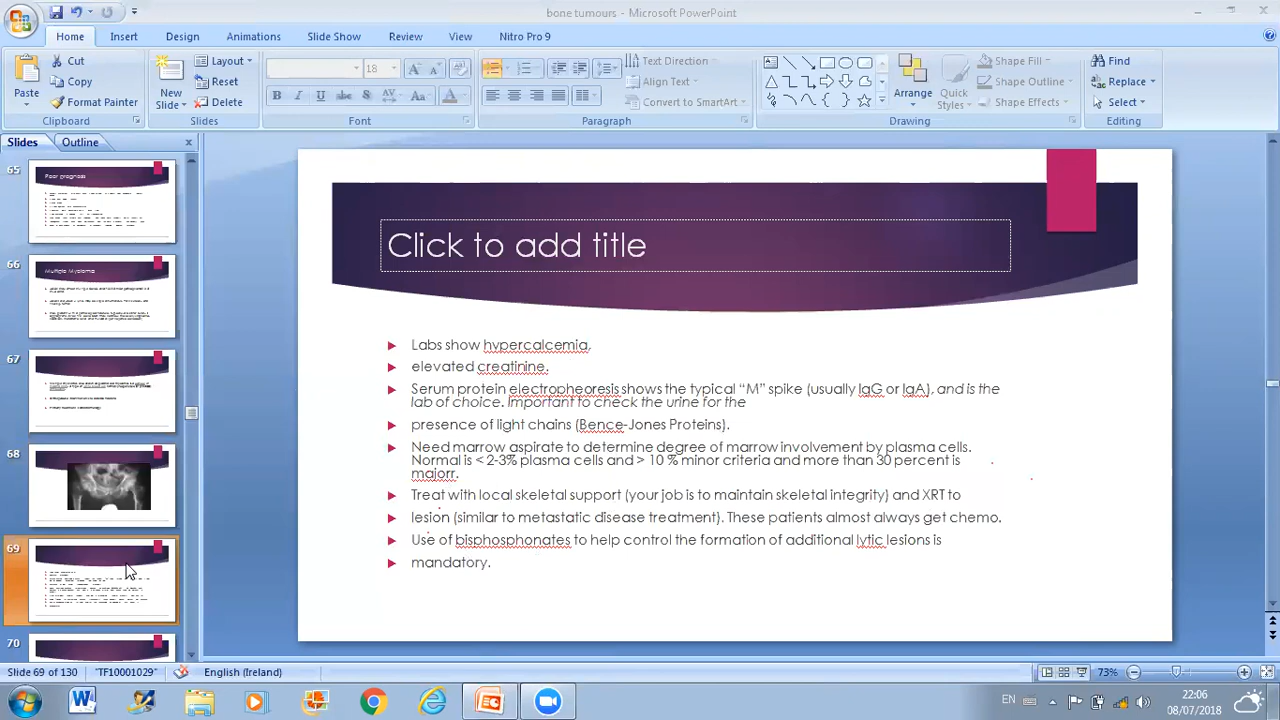 bone tumours - Microsoft PowerPoint
Home Insert Design Animations Slide Show Review View Nitro Pro 9
Cut
Copy
Format Painter
Paste
Clipboard
New
Slide
Layout
Reset
Delete
Slides
18
Font
Text Direction
Align Text
Convert to SmartArt
Paragraph
Arrange
Quick
Styles
Shape Fill
Shape Outline
Shape Effects
Drawing
Find
Replace
Select
Editing
Slides Outline
65
Poor prognosis
66
Multiple Myeloma
67
68
69
70
Click to add title
Labs show hypercalcemia,
elevated creatinine.
Serum protein electropheoresis shows the typical “M” spike (usually IgG or IgA), and is the
lab of choice. Important to check the urine for the
presence of light chains (Bence-Jones Proteins).
Need marrow aspirate to determine degree of marrow involvement by plasma cells.
Normal is < 2-3% plasma cells and > 10 % minor criteria and more than 30 percent is
majorr.
Treat with local skeletal support (your job is to maintain skeletal integrity) and XRT to
lesion (similar to metastatic disease treatment). These patients almost always get chemo.
Use of bisphosphonates to help control the formation of additional lytic lesions is
mandatory.
Slide 69 of 130 "TF10001029" English (Ireland) 73%
EN
22:06
08/07/2018